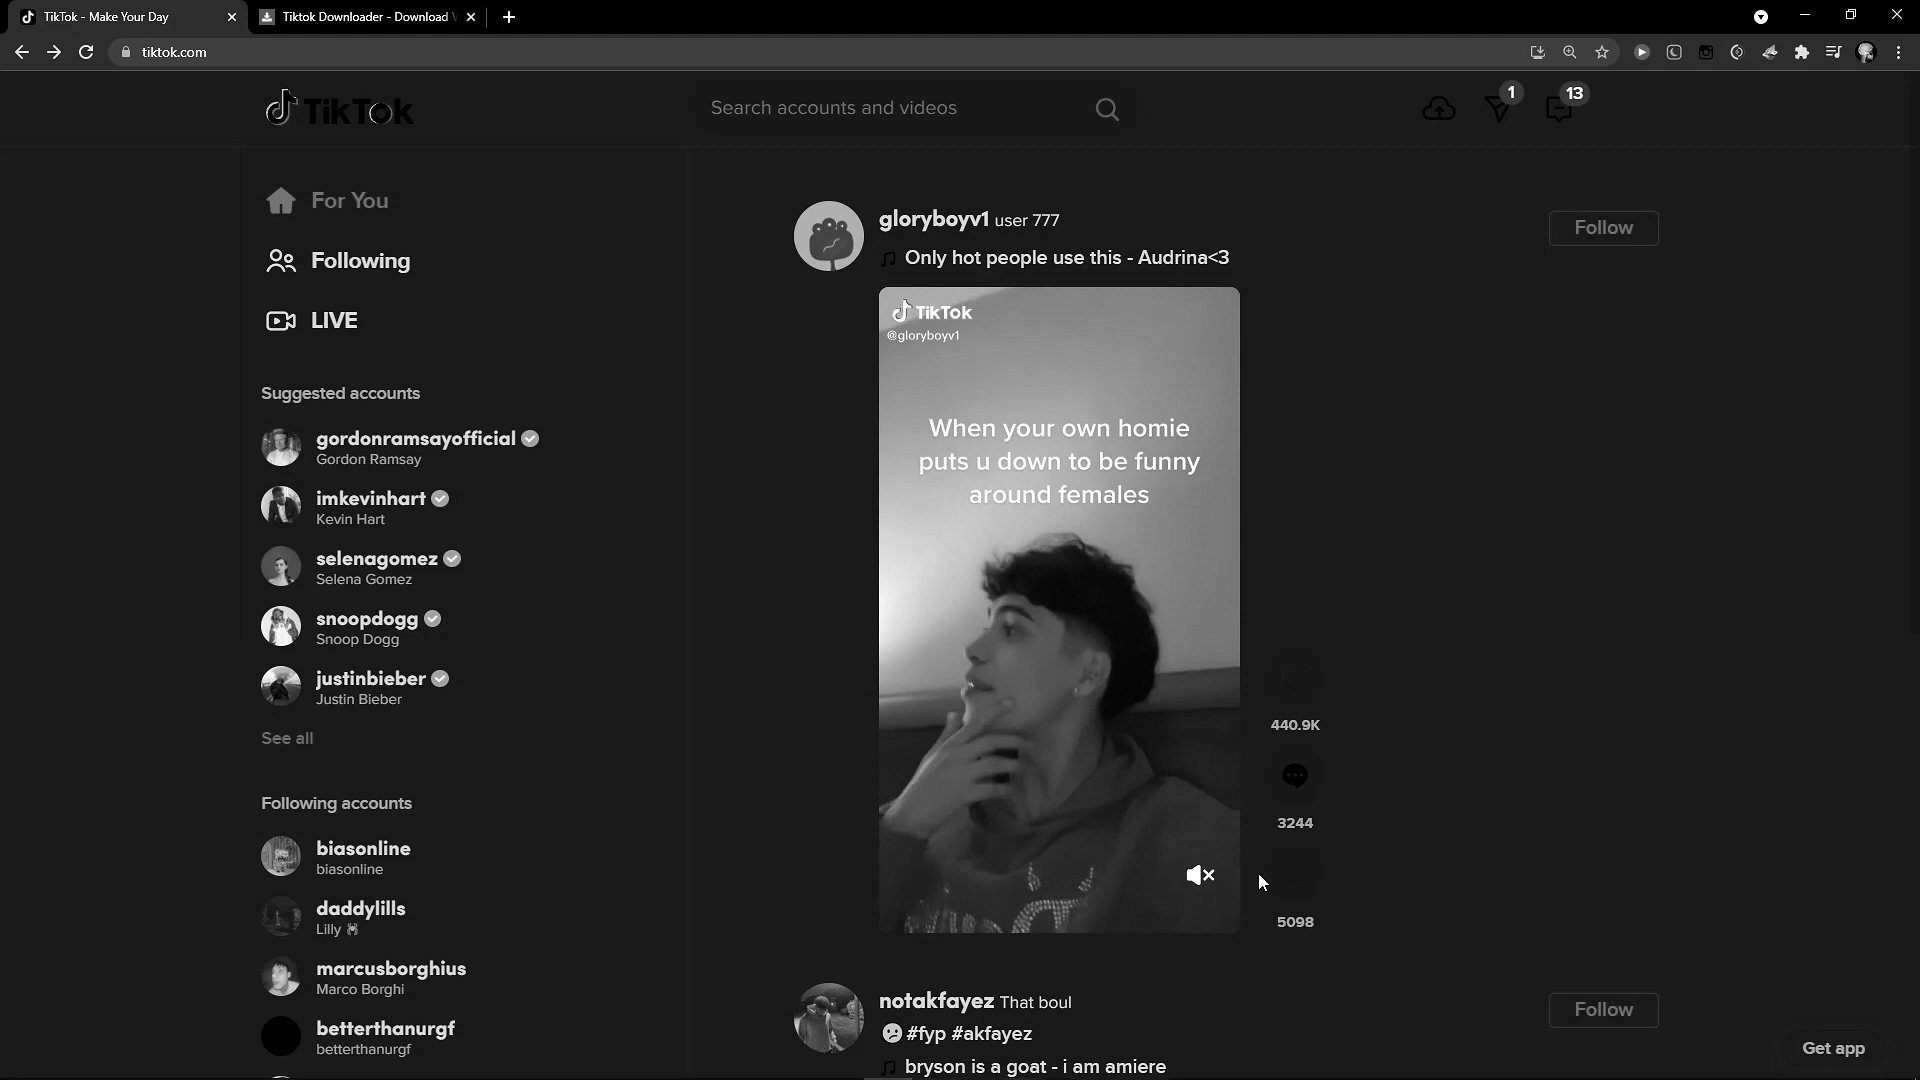 TikTok - Make Your Day
Tiktok Downloader - Download
tiktok.com
TikTok
Search accounts and videos
1
13
For You
Following
LIVE
Suggested accounts
gordonramsayofficial
Gordon Ramsay
imkevinhart
Kevin Hart
selenagomez
Selena Gomez
snoopdogg
Snoop Dogg
justinbieber
Justin Bieber
See all
Following accounts
biasonline
biasonline
daddylills
Lilly
marcusborghius
Marco Borghi
betterthanurgf
betterthanurgf
gloryboyv1 user 777
Follow
Only hot people use this - Audrina<3
TikTok
@gloryboyv1
When your own homie
puts u down to be funny
around females
440.9K
3244
5098
notakfayez That boul
Follow
#fyp #akfayez
bryson is a goat - i am amiere
Get app